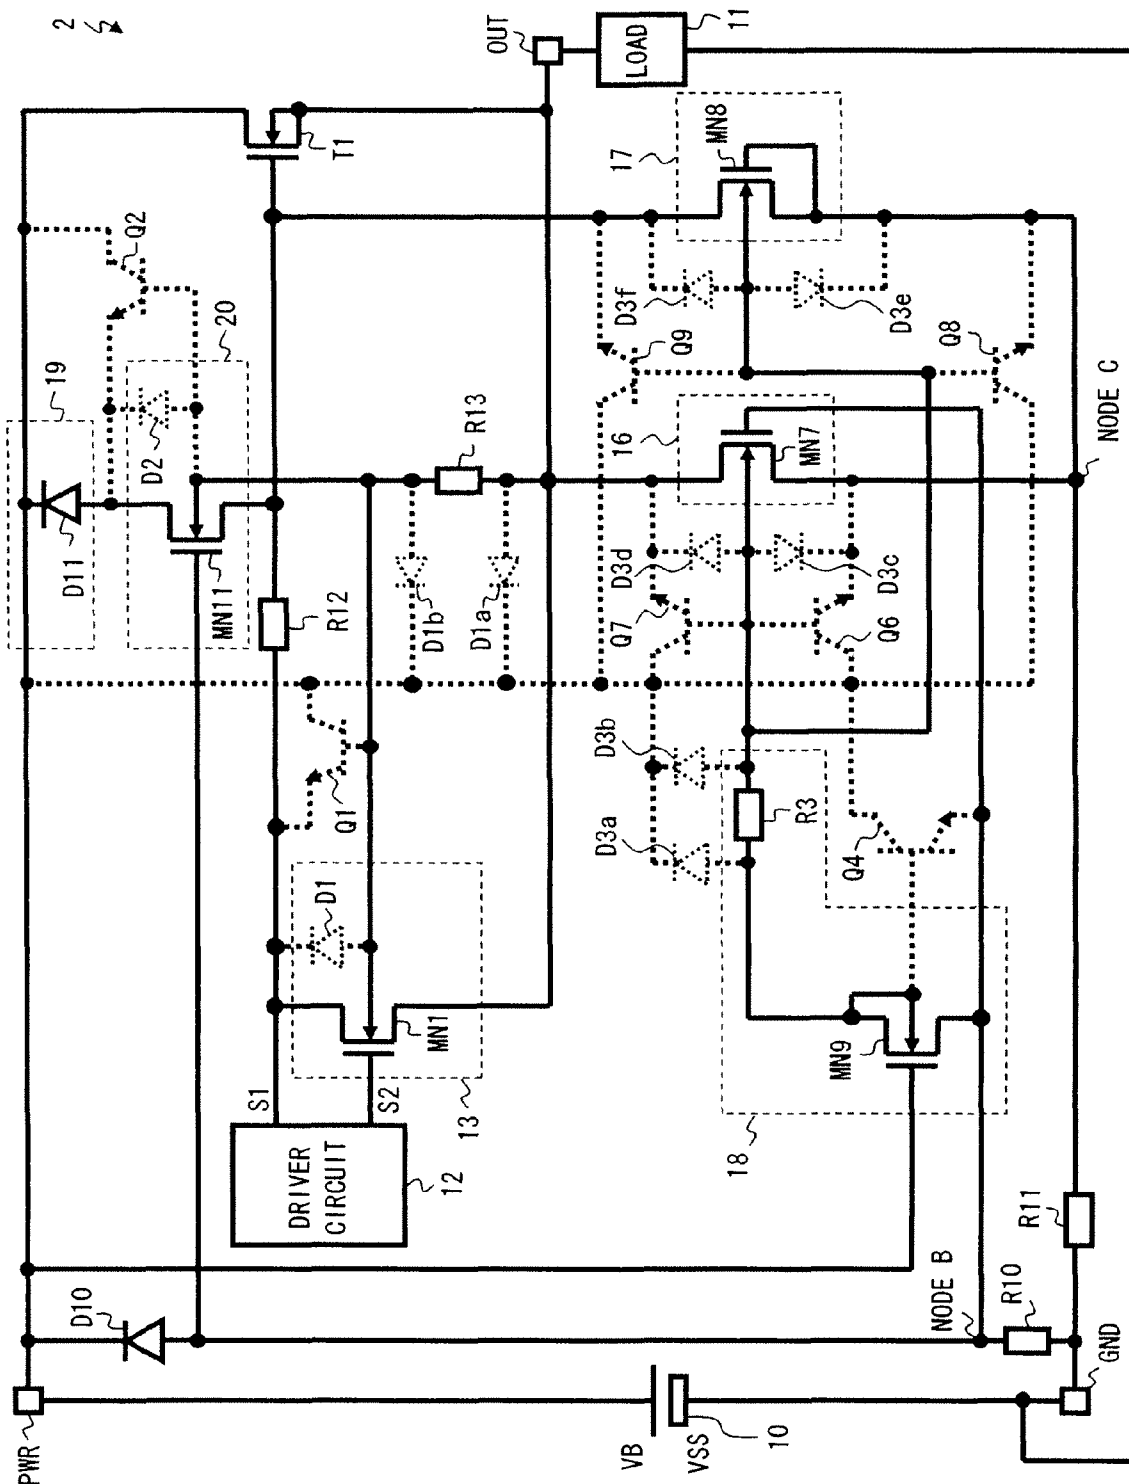 2
PWR
D10
D11
19
MN11
D2
20
Q2
S1
S2
DRIVER
CIRCUIT
12
13
MN1
D1
Q1
R12
D1b
D1a
R13
T1
OUT
LOAD
11
VB
VSS
10
18
MN9
R3
D3a
D3b
Q4
Q7
Q6
D3d
D3c
16
MN7
Q9
Q8
D3f
D3e
17
MN8
NODE B
R10
GND
R11
NODE C